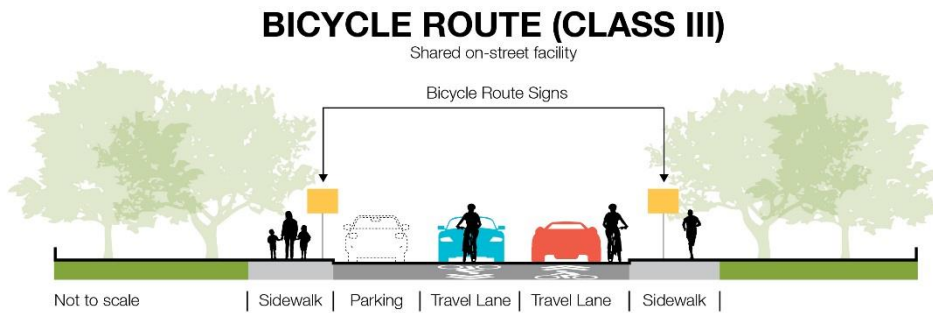 BICYCLE ROUTE (CLASS III)
Shared on-street facility
Bicycle Route Signs
Not to scale
Sidewalk
Parking
Travel Lane
Travel Lane
Sidewalk